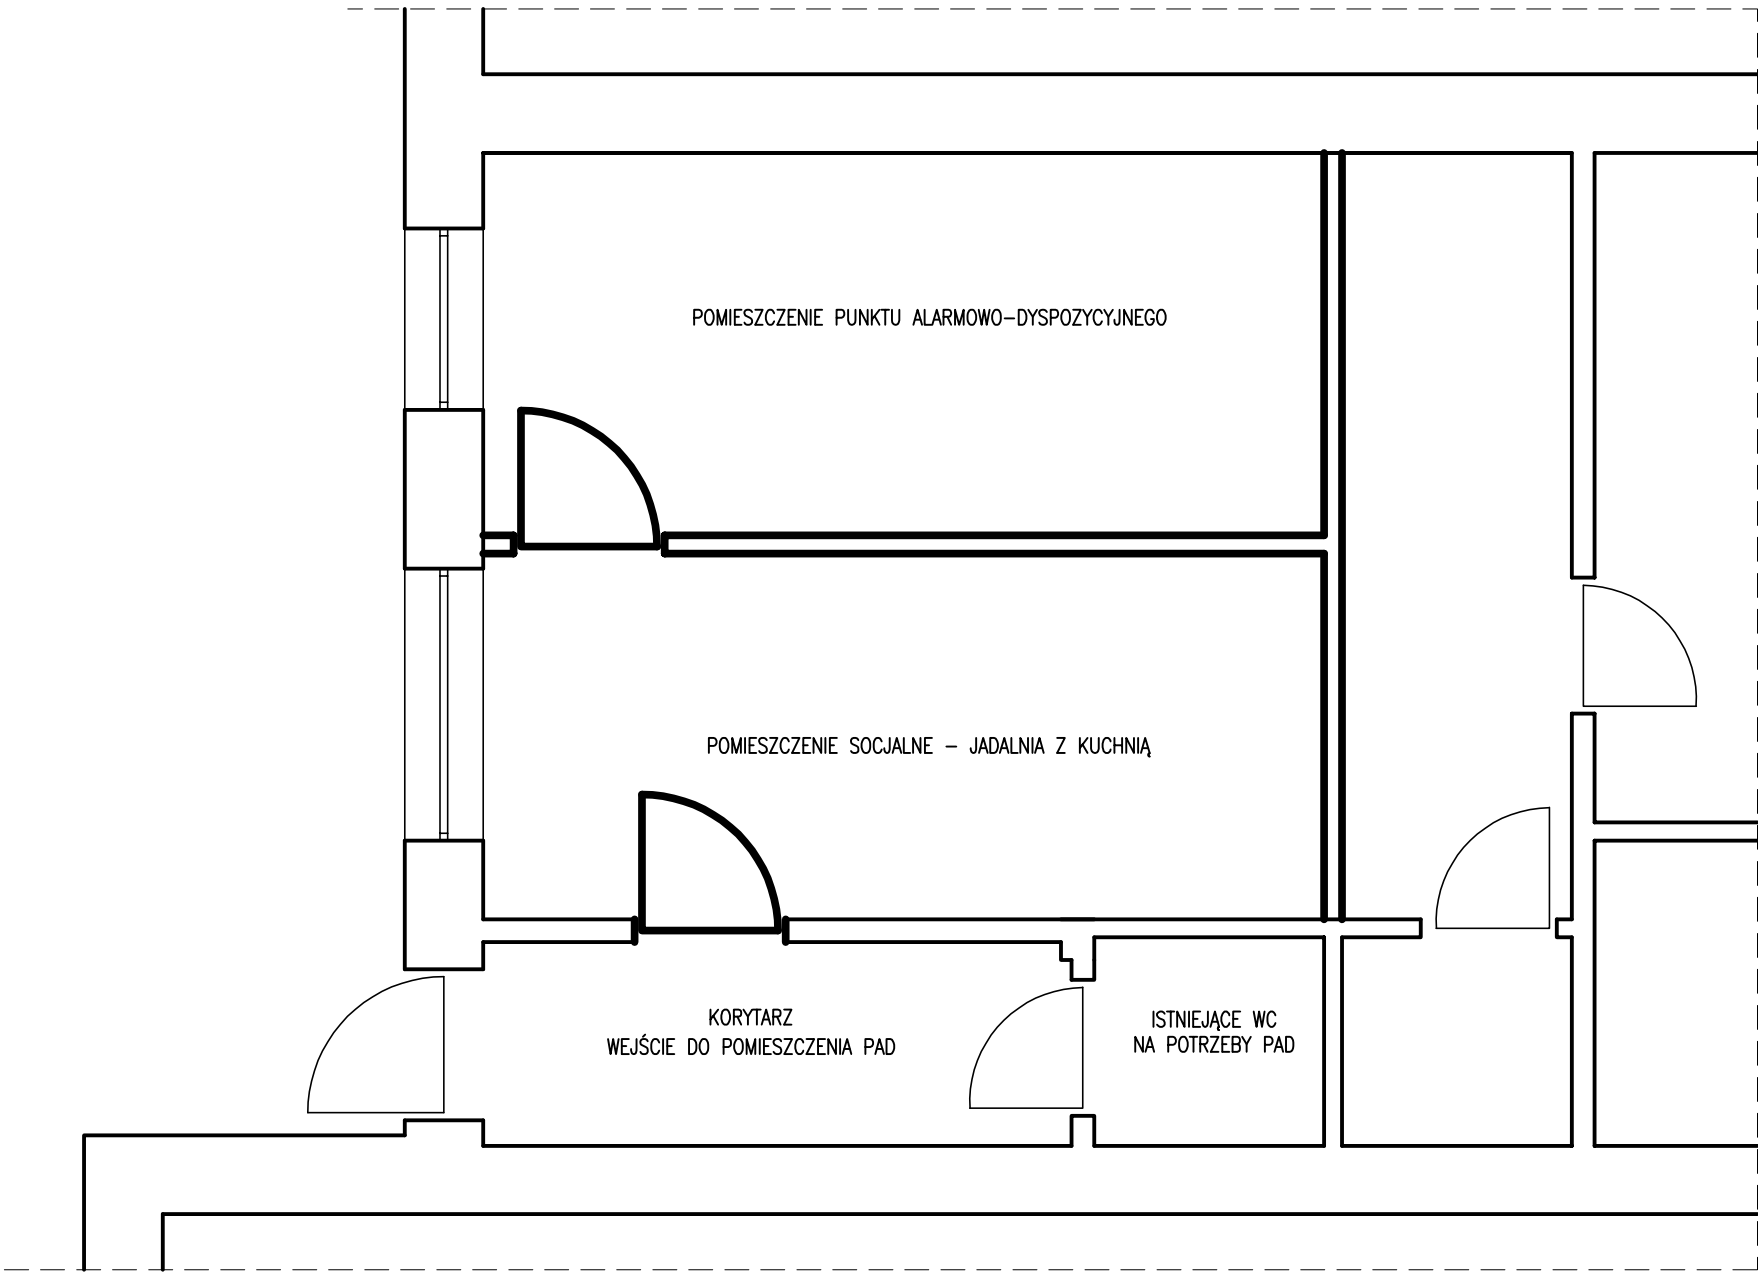 POMIESZCZENIE PUNKTU ALARMOWO-DYSPOZYCYJNEGO
POMIESZCZENIE SOCJALNE - JADALNIA Z KUCHNIĄ
KORYTARZ
WEJŚCIE DO POMIESZCZENIA PAD
ISTNIEJĄCE WC
NA POTRZEBY PAD